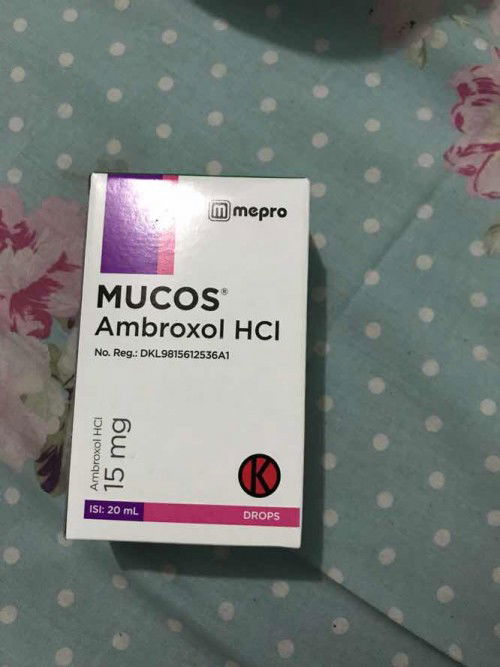 mepro
MUCOS®
Ambroxol HCl
No. Reg.: DKL9815612536A1
Ambroxol HCl
15 mg
K
ISI: 20 mL
DROPS